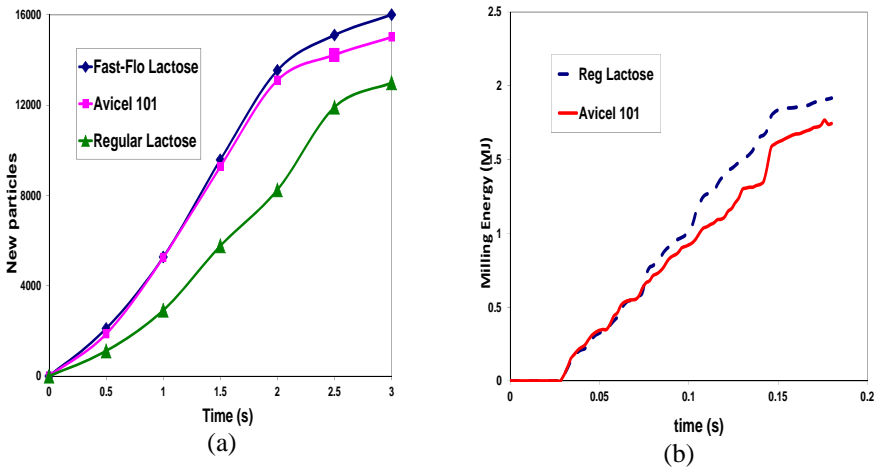 16000
12000
8000
4000
0
New particles
Fast-Flo Lactose
Avicel 101
Regular Lactose
0 0.5 1 1.5 2 2.5 3
Time (s)
(a)
2.5
2
1.5
1
0.5
0
Milling Energy (MJ)
Reg Lactose
Avicel 101
0 0.05 0.1 0.15 0.2
time (s)
(b)